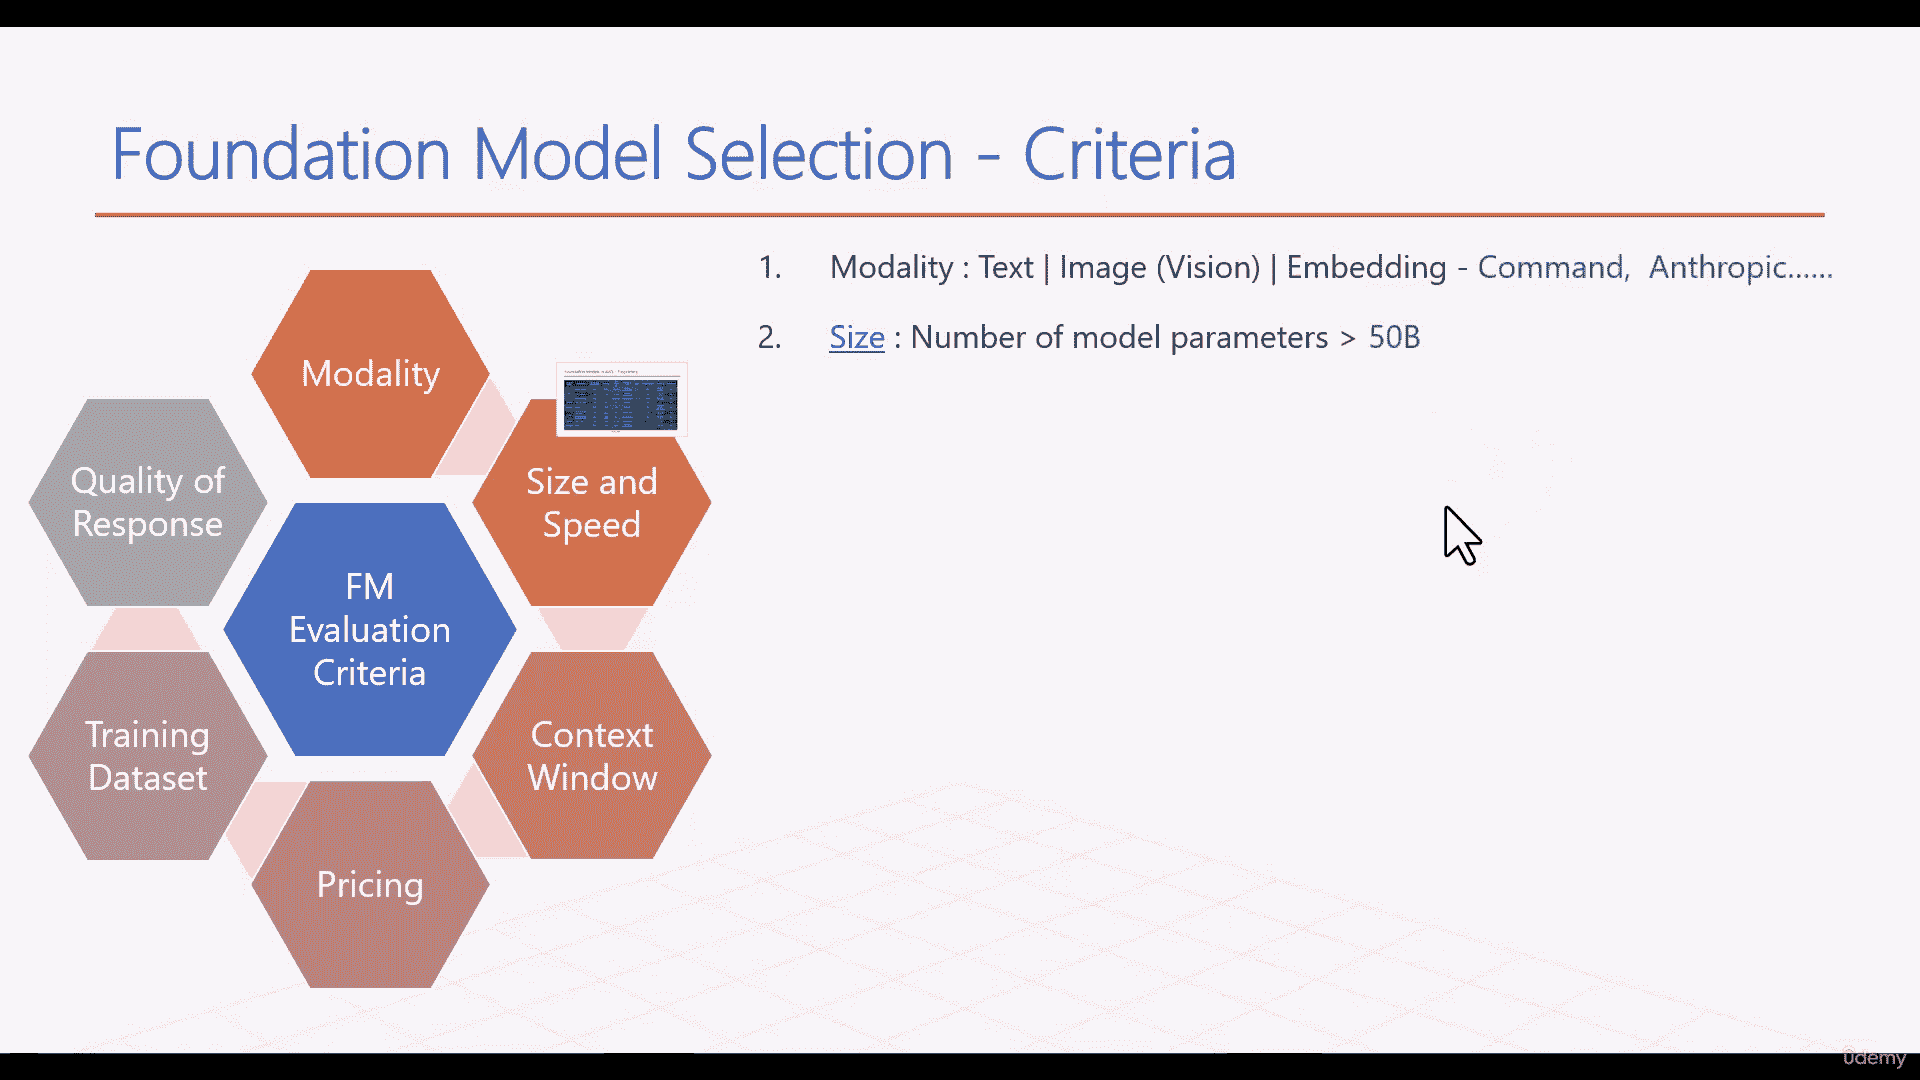 Foundation Model Selection - Criteria
1. Modality : Text | Image (Vision) | Embedding - Command, Anthropic......
2. Size : Number of model parameters > 50B
Modality
Quality of
Response
Size and
Speed
FM
Evaluation
Criteria
Training
Dataset
Context
Window
Pricing
ûdemy